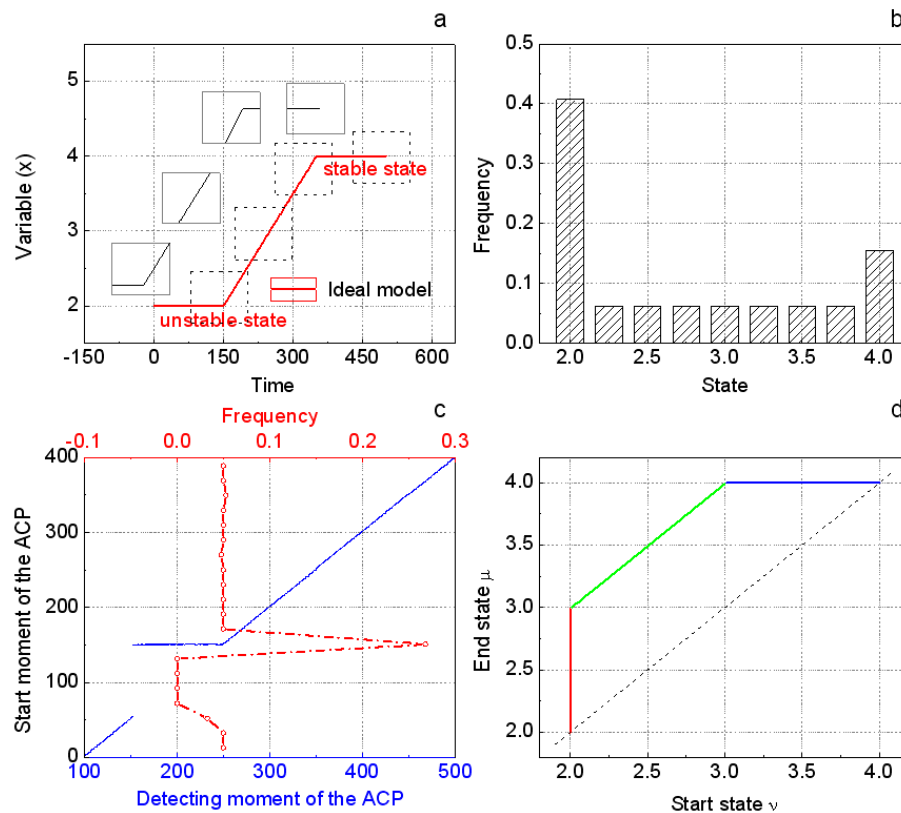 a
5
4
3
2
Variable (x)
stable state
Ideal model
unstable state
-150 0 150 300 450 600
Time
b
0.5
0.4
0.3
0.2
0.1
0.0
Frequency
2.0 2.5 3.0 3.5 4.0
State
c
Frequency
-0.1 0.0 0.1 0.2 0.3
400
300
200
100
0
Start moment of the ACP
100 200 300 400 500
Detecting moment of the ACP
d
4.0
3.5
3.0
2.5
2.0
End state μ
2.0 2.5 3.0 3.5 4.0
Start state ν